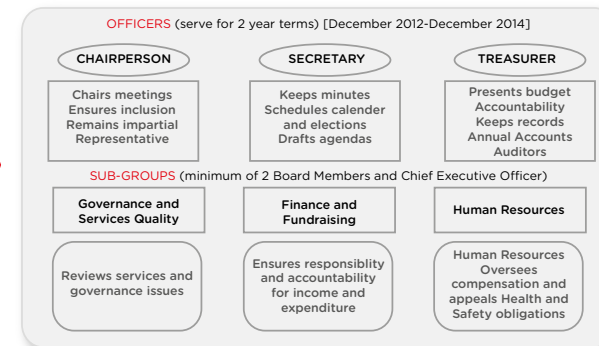 OFFICERS (serve for 2 year terms) [December 2012-December 2014]
CHAIRPERSON
SECRETARY
TREASURER
Chairs meetings
Ensures inclusion
Remains impartial
Representative
Keeps minutes
Schedules calender
and elections
Drafts agendas
Presents budget
Accountability
Keeps records
Annual Accounts
Auditors
SUB-GROUPS (minimum of 2 Board Members and Chief Executive Officer)
Governance and
Services Quality
Finance and
Fundraising
Human Resources
Reviews services and
governance issues
Ensures responsiblity
and accountability
for income and
expenditure
Human Resources
Oversees
compensation and
appeals Health and
Safety obligations